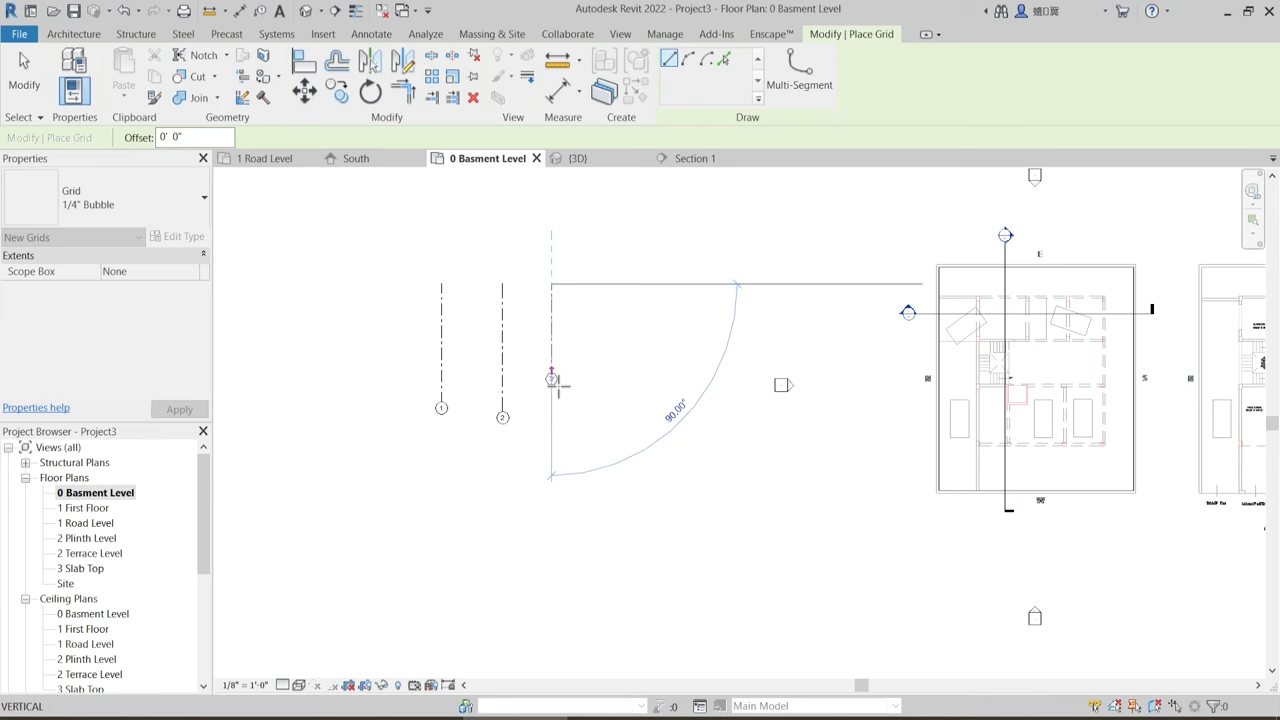 Autodesk Revit 2022 - Project3 - Floor Plan: 0 Basment Level
File Architecture Structure Steel Precast Systems Insert Annotate Analyze Massing & Site Collaborate View Manage Add-Ins Enscape™ Modify | Place Grid
Modify Paste Notch Cut Join Multi-Segment
Select Properties Clipboard Geometry Modify View Measure Create Draw
Modify | Place Grid Offset: 0' 0"
Properties 1 Road Level South 0 Basment Level {3D} Section 1
Grid
1/4" Bubble
New Grids Edit Type
Extents
Scope Box None
90.00°
1
2
Properties help Apply
Project Browser - Project3
Views (all)
Structural Plans
Floor Plans
0 Basment Level
1 First Floor
1 Road Level
2 Plinth Level
2 Terrace Level
3 Slab Top
Site
Ceiling Plans
0 Basment Level
1 First Floor
1 Road Level
2 Plinth Level
2 Terrace Level
3 Slab Top
1/8" = 1'-0"
VERTICAL :0 Main Model :0